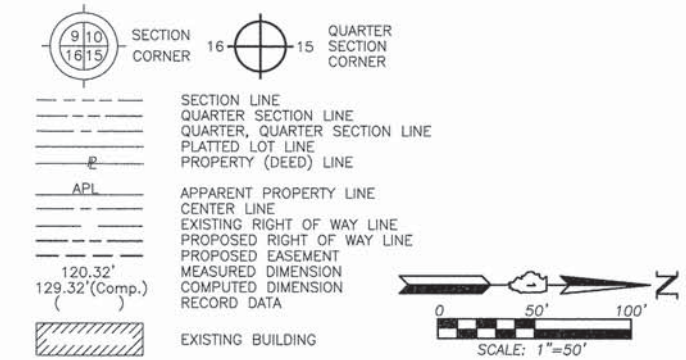 9 10
16 15
SECTION
CORNER
16 15
QUARTER
SECTION
CORNER
SECTION LINE
QUARTER SECTION LINE
QUARTER, QUARTER SECTION LINE
PLATTED LOT LINE
PROPERTY (DEED) LINE
APL APPARENT PROPERTY LINE
CENTER LINE
EXISTING RIGHT OF WAY LINE
PROPOSED RIGHT OF WAY LINE
PROPOSED EASEMENT
120.32' MEASURED DIMENSION
129.32'(Comp.) COMPUTED DIMENSION
( ) RECORD DATA
EXISTING BUILDING
N
0 50' 100'
SCALE: 1"=50'